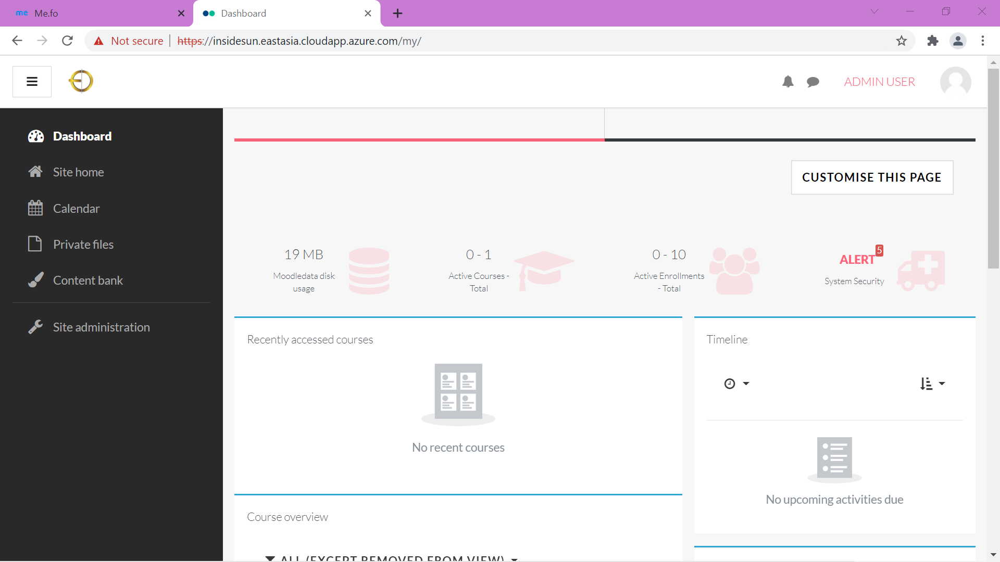 me Me.fo
Dashboard
Not secure https://insidesun.eastasia.cloudapp.azure.com/my/
ADMIN USER
Dashboard
Site home
Calendar
Private files
Content bank
Site administration
CUSTOMISE THIS PAGE
19 MB
Moodledata disk
usage
0 - 1
Active Courses -
Total
0 - 10
Active Enrollments
- Total
ALERT 5
System Security
Recently accessed courses
No recent courses
Timeline
No upcoming activities due
Course overview
ALL (EXCEPT REMOVED FROM VIEW)